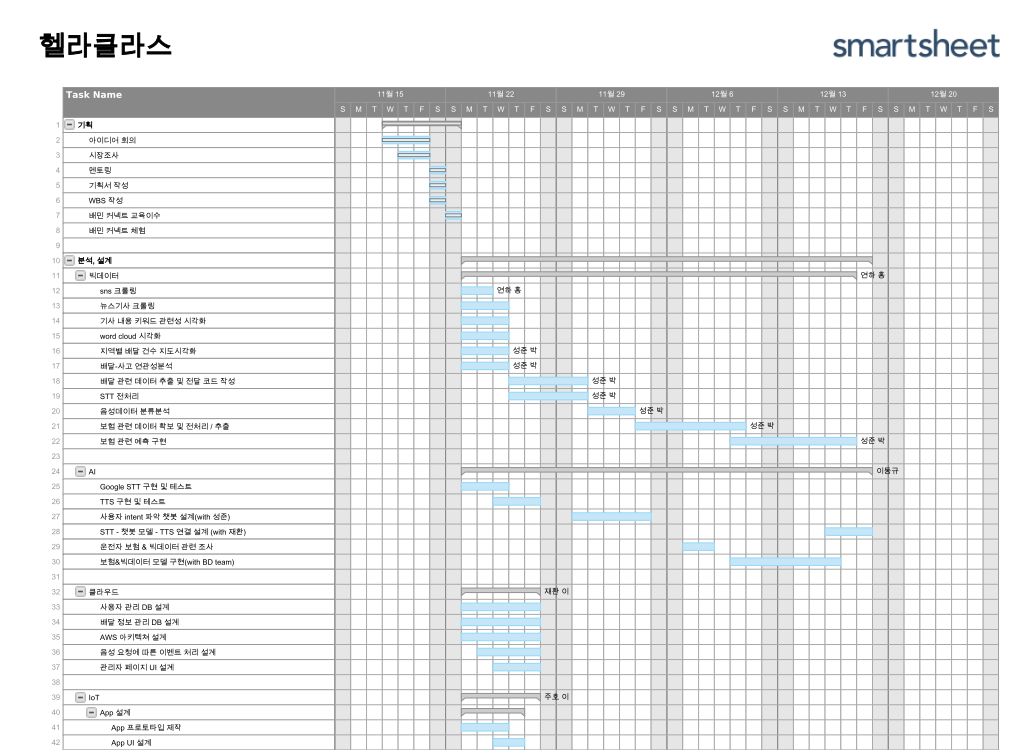 헬라클라스
smartsheet
Task Name 11월 15 11월 22 11월 29 12월 6 12월 13 12월 20
S M T W T F S S M T W T F S S M T W T F S S M T W T F S S M T W T F S S M T W T F S
1 기획
2 아이디어 회의
3 시장조사
4 멘토링
5 기획서 작성
6 WBS 작성
7 배민 커넥트 교육이수
8 배민 커넥트 체험
9
10 분석, 설계
11 빅데이터 연하 홍
12 sns 크롤링 연하 홍
13 뉴스기사 크롤링
14 기사 내용 키워드 관련성 시각화
15 word cloud 시각화
16 지역별 배달 건수 지도시각화 성준 박
17 배달-사고 연관성분석 성준 박
18 배달 관련 데이터 추출 및 전달 코드 작성 성준 박
19 STT 전처리 성준 박
20 음성데이터 분류분석 성준 박
21 보험 관련 데이터 확보 및 전처리 / 추출 성준 박
22 보험 관련 예측 구현 성준 박
23
24 AI 이동규
25 Google STT 구현 및 테스트
26 TTS 구현 및 테스트
27 사용자 intent 파악 챗봇 설계(with 성준)
28 STT - 챗봇 모델 - TTS 연결 설계 (with 재환)
29 운전자 보험 & 빅데이터 관련 조사
30 보험&빅데이터 모델 구현(with BD team)
31
32 클라우드 재환 이
33 사용자 관리 DB 설계
34 배달 정보 관리 DB 설계
35 AWS 아키텍쳐 설계
36 음성 요청에 따른 이벤트 처리 설계
37 관리자 페이지 UI 설계
38
39 IoT 주호 이
40 App 설계
41 App 프로토타입 제작
42 App UI 설계